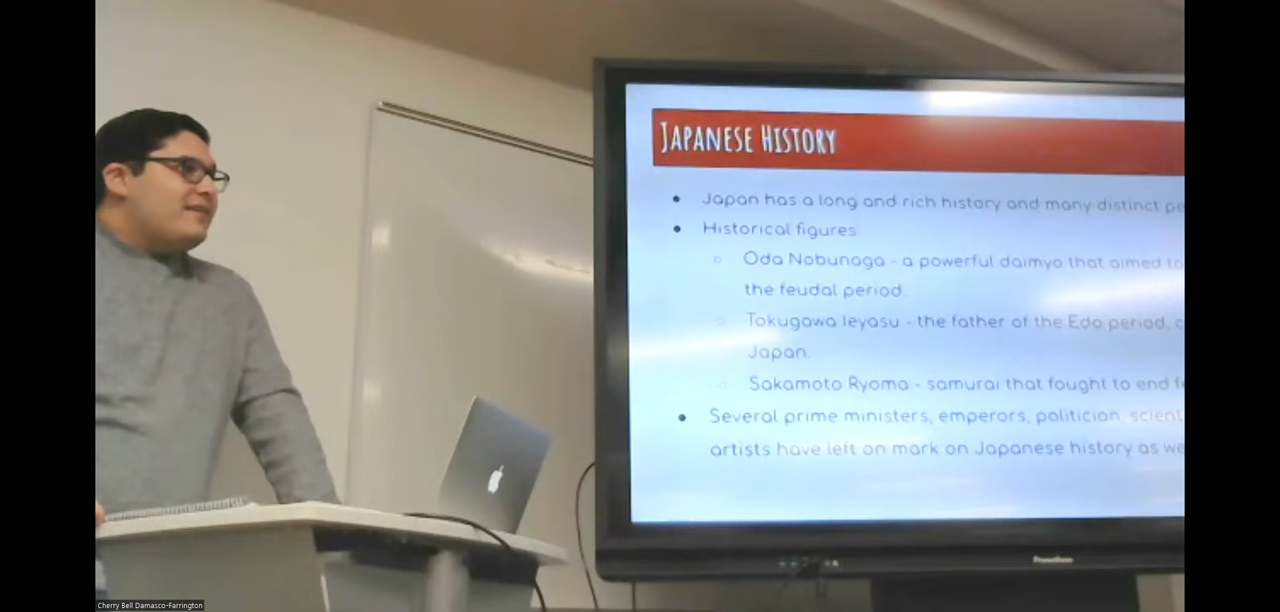 JAPANESE HISTORY
Japan has a long and rich history and many distinct pe
Historical figures
Oda Nobunaga - a powerful daimyo that aimed to
the feudal period.
Tokugawa Ieyasu - the father of the Edo period, c
Japan.
Sakamoto Ryoma - samurai that fought to end fe
Several prime ministers, emperors, politician, scient
artists have left on mark on Japanese history as we
Promethean
Cherry Bell Damasco-Farrington